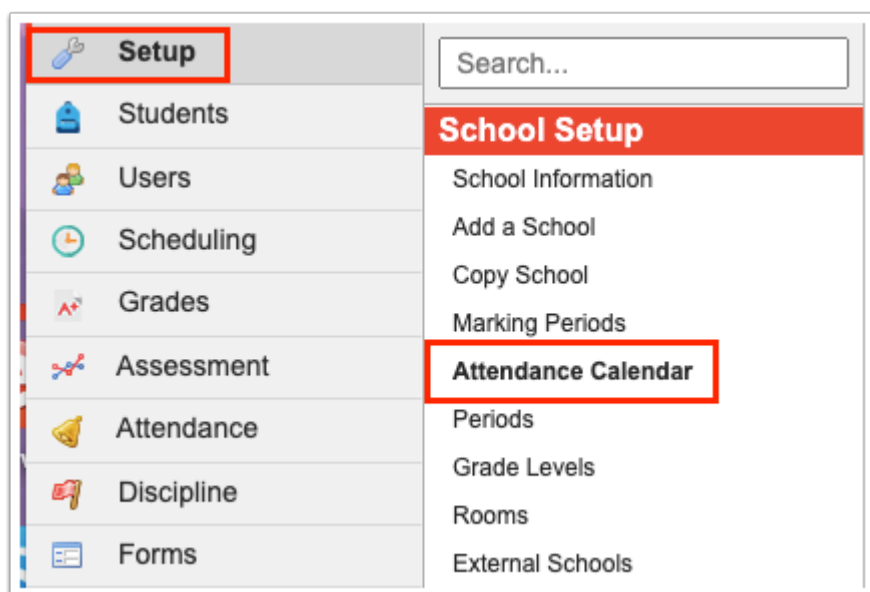 Setup
Students
Users
Scheduling
Grades
Assessment
Attendance
Discipline
Forms
Search...
School Setup
School Information
Add a School
Copy School
Marking Periods
Attendance Calendar
Periods
Grade Levels
Rooms
External Schools